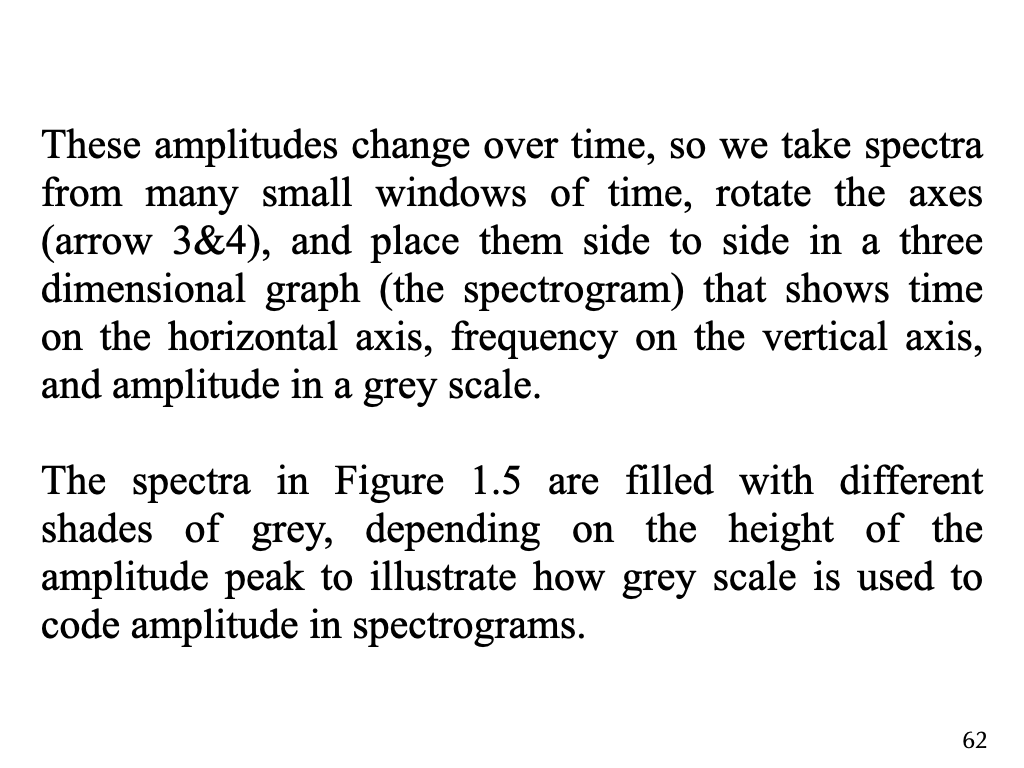 These amplitudes change over time, so we take spectra
from many small windows of time, rotate the axes
(arrow 3&4), and place them side to side in a three
dimensional graph (the spectrogram) that shows time
on the horizontal axis, frequency on the vertical axis,
and amplitude in a grey scale.
The spectra in Figure 1.5 are filled with different
shades of grey, depending on the height of the
amplitude peak to illustrate how grey scale is used to
code amplitude in spectrograms.
62